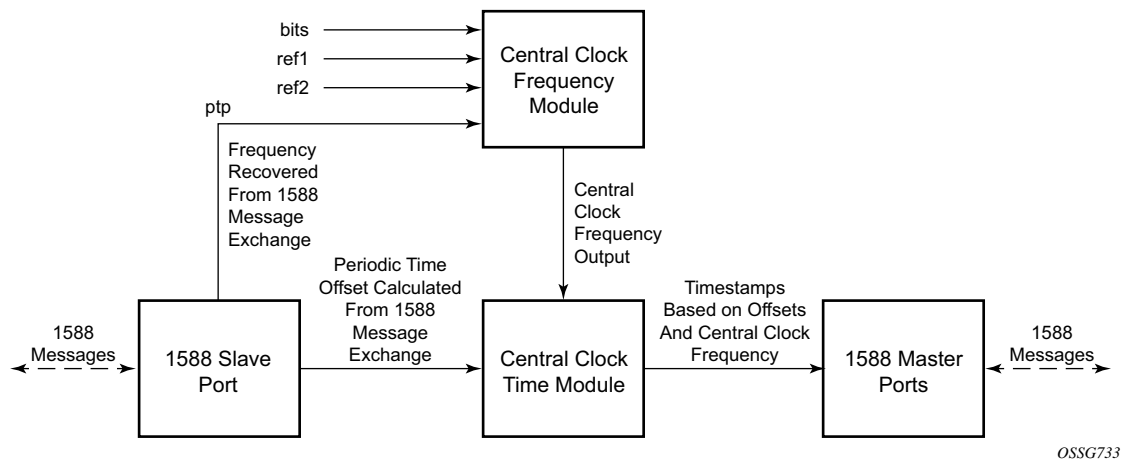 bits
ref1
ref2
ptp
Central Clock
Frequency
Module
Frequency
Recovered
From 1588
Message
Exchange
Central
Clock
Frequency
Output
Periodic Time
Offset Calculated
From 1588
Message
Exchange
Timestamps
Based on Offsets
And Central Clock
Frequency
1588
Messages
1588 Slave
Port
Central Clock
Time Module
1588 Master
Ports
1588
Messages
OSSG733